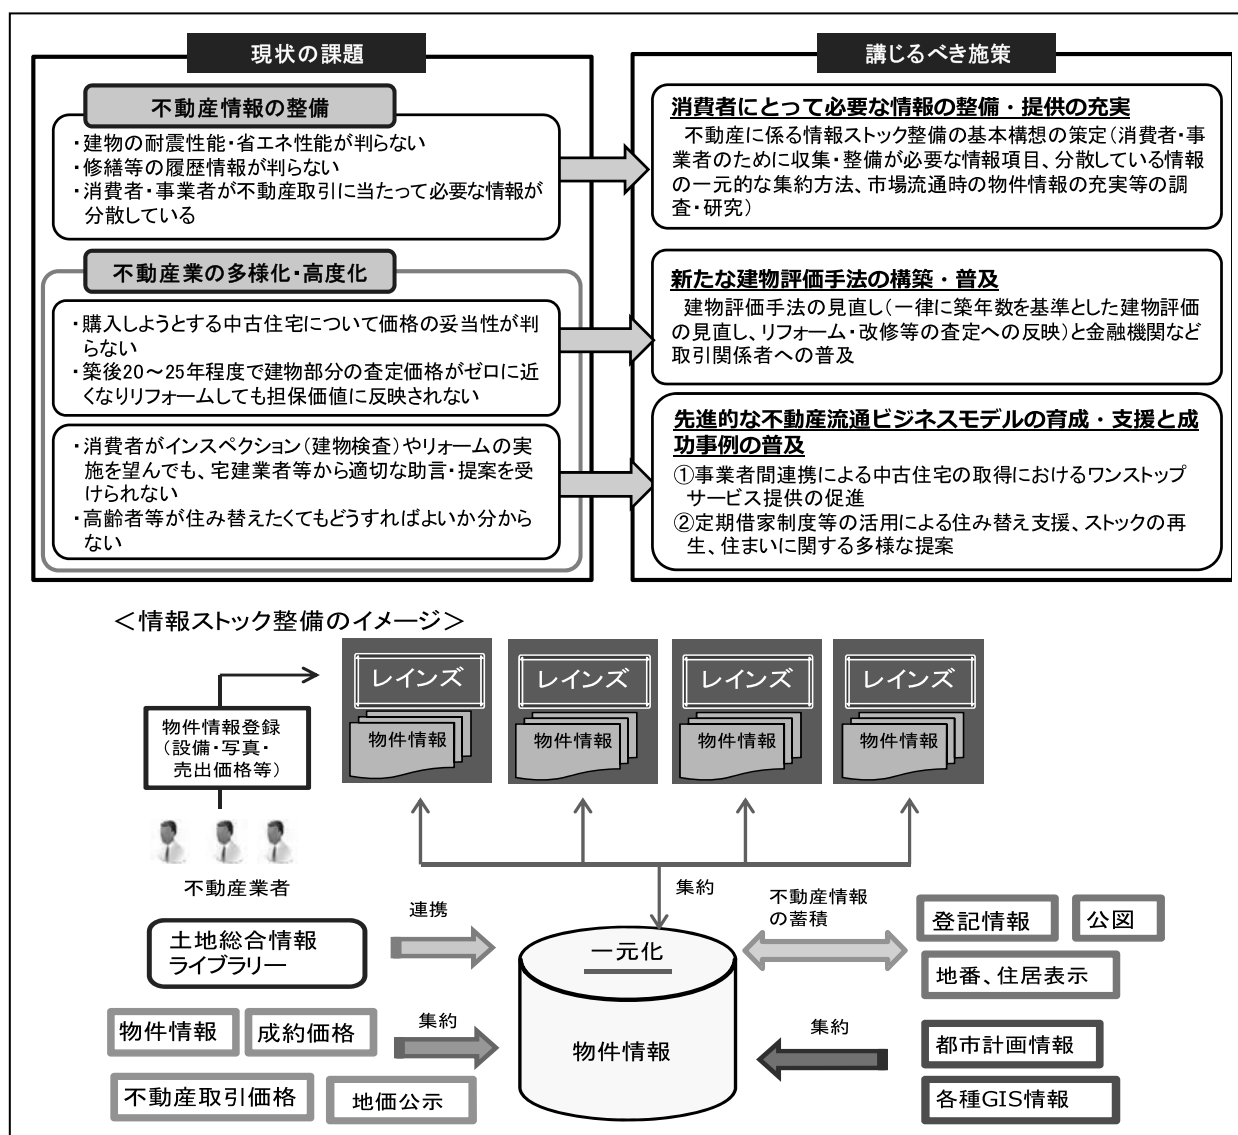 現状の課題
不動産情報の整備
・建物の耐震性能・省エネ性能が判らない
・修繕等の履歴情報が判らない
・消費者・事業者が不動産取引に当たって必要な情報が
分散している
不動産業の多様化・高度化
・購入しようとする中古住宅について価格の妥当性が判
らない
・築後20～25年程度で建物部分の査定価格がゼロに近
くなりリフォームしても担保価値に反映されない
・消費者がインスペクション（建物検査）やリォームの実
施を望んでも、宅建業者等から適切な助言・提案を受
けられない
・高齢者等が住み替えたくてもどうすればよいか分から
ない
講じるべき施策
消費者にとって必要な情報の整備・提供の充実
不動産に係る情報ストック整備の基本構想の策定（消費者・事
業者のために収集・整備が必要な情報項目、分散している情報
の一元的な集約方法、市場流通時の物件情報の充実等の調
査・研究）
新たな建物評価手法の構築・普及
建物評価手法の見直し（一律に築年数を基準とした建物評価
の見直し、リフォーム・改修等の査定への反映）と金融機関など
取引関係者への普及
先進的な不動産流通ビジネスモデルの育成・支援と成
功事例の普及
①事業者間連携による中古住宅の取得におけるワンストップ
サービス提供の促進
②定期借家制度等の活用による住み替え支援、ストックの再
生、住まいに関する多様な提案
＜情報ストック整備のイメージ＞
レインズ
物件情報
レインズ
物件情報
レインズ
物件情報
レインズ
物件情報
物件情報登録
（設備・写真・
売出価格等）
不動産業者
集約
連携
土地総合情報
ライブラリー
物件情報
成約価格
集約
不動産取引価格
地価公示
一元化
物件情報
不動産情報
の蓄積
登記情報
公図
地番、住居表示
集約
都市計画情報
各種GIS情報